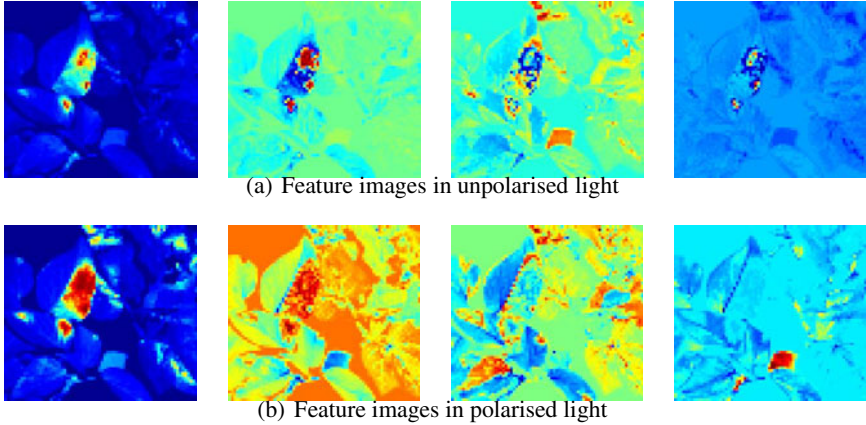 (a) Feature images in unpolarised light
(b) Feature images in polarised light